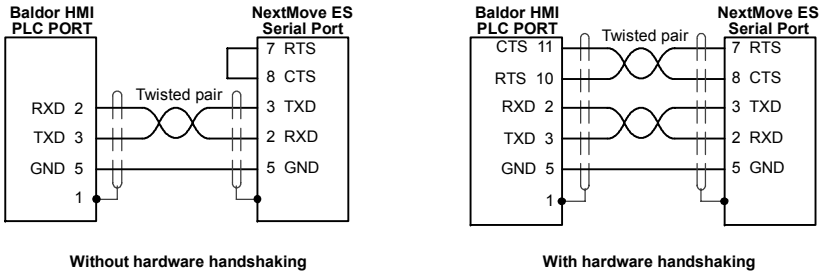 Baldor HMI
PLC PORT
NextMove ES
Serial Port
7 RTS
8 CTS
Twisted pair
RXD 2
3 TXD
TXD 3
2 RXD
GND 5
5 GND
1
Without hardware handshaking
Baldor HMI
PLC PORT
NextMove ES
Serial Port
Twisted pair
CTS 11
7 RTS
RTS 10
8 CTS
RXD 2
3 TXD
TXD 3
2 RXD
GND 5
5 GND
1
With hardware handshaking